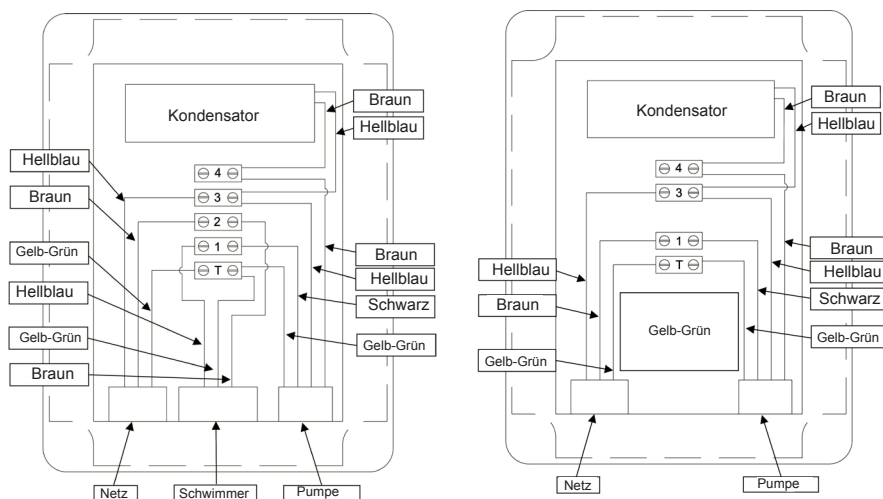 Kondensator
Braun
Hellblau
4
3
2
1
T
Hellblau
Braun
Gelb-Grün
Hellblau
Gelb-Grün
Braun
Braun
Hellblau
Schwarz
Gelb-Grün
Netz
Schwimmer
Pumpe
Kondensator
Braun
Hellblau
4
3
1
T
Hellblau
Braun
Gelb-Grün
Gelb-Grün
Braun
Hellblau
Schwarz
Gelb-Grün
Netz
Pumpe